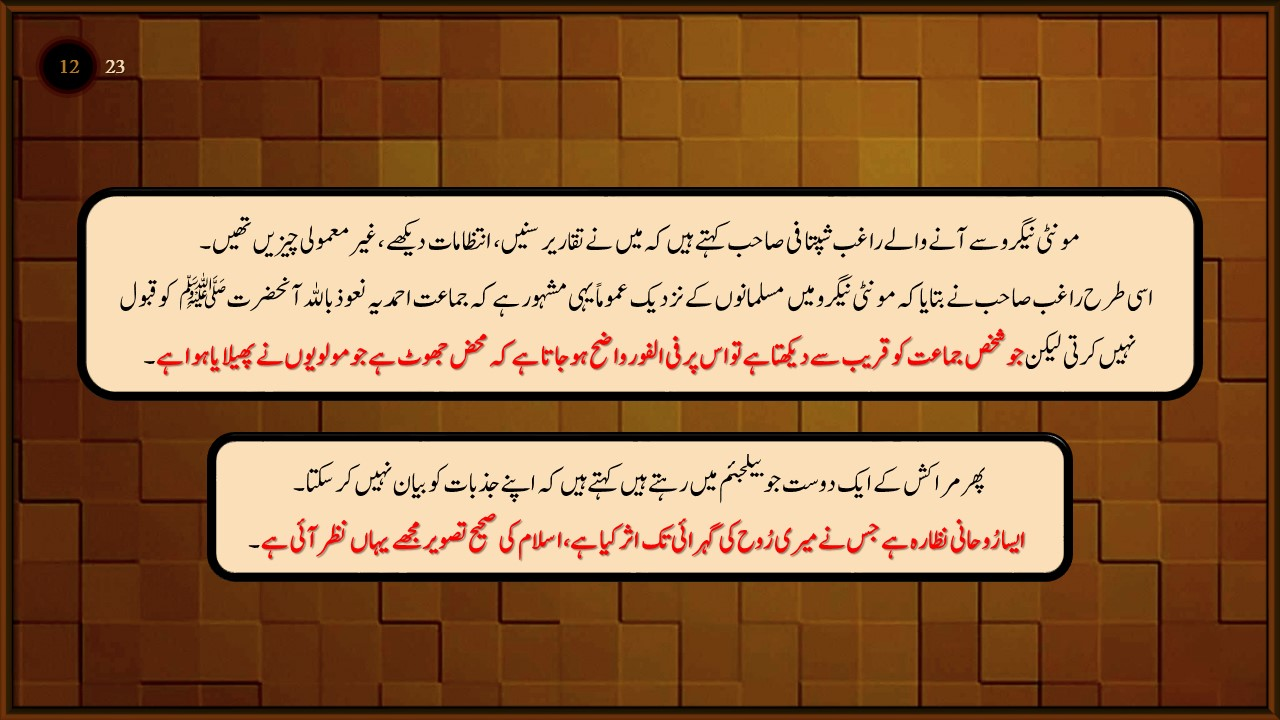 12 23
مونٹی نیگرو سے آنے والے راغب شپتافی صاحب کہتے ہیں کہ میں نے تقاریر سنیں، انتظامات دیکھے، غیر معمولی چیزیں تھیں۔
اسی طرح راغب صاحب نے بتایا کہ مونٹی نیگرو میں مسلمانوں کے نزدیک عموماً یہی مشہور ہے کہ جماعت احمدیہ نعوذ باللہ آنحضرت ﷺ کو قبول
نہیں کرتی لیکن جو شخص جماعت کو قریب سے دیکھتا ہے تو اس پر فی الفور واضح ہو جاتا ہے کہ محض جھوٹ ہے جو مولویوں نے پھیلایا ہوا ہے۔
پھر مراکش کے ایک دوست جو بیلجئم میں رہتے ہیں کہتے ہیں کہ اپنے جذبات کو بیان نہیں کر سکتا۔
ایسا رُوحانی نظارہ ہے جس نے میری رُوح کی گہرائی تک اثر کیا ہے، اسلام کی صحیح تصویر مجھے یہاں نظر آئی ہے۔